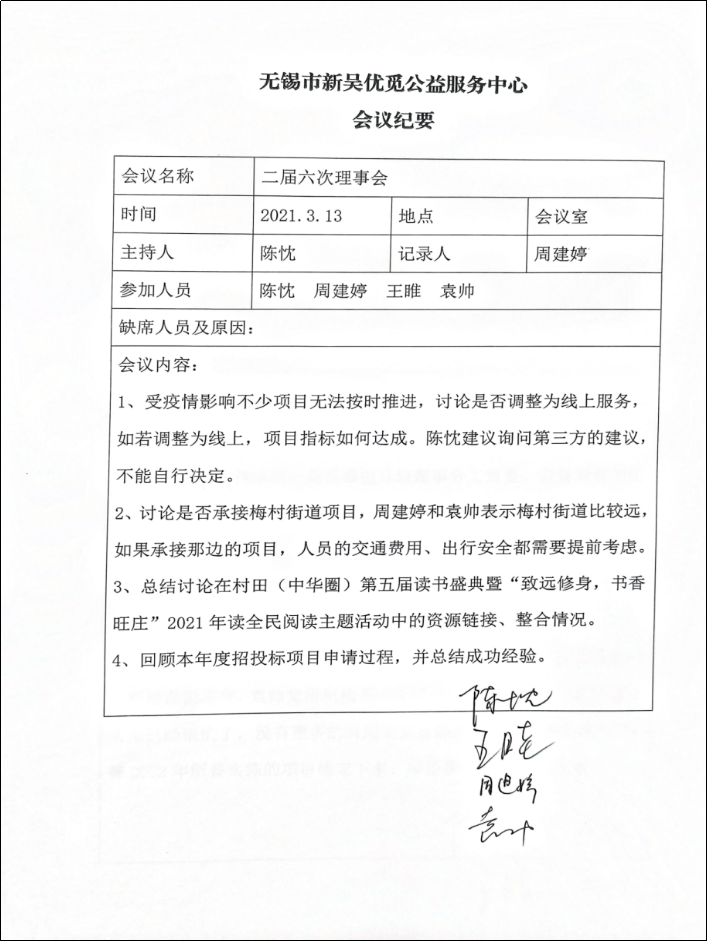 无锡市新吴优觅公益服务中心
会议纪要
会议名称 二届六次理事会
时间 2021.3.13 地点 会议室
主持人 陈忱 记录人 周建婷
参加人员 陈忱 周建婷 王睢 袁帅
缺席人员及原因：
会议内容：
1、受疫情影响不少项目无法按时推进，讨论是否调整为线上服务，
如若调整为线上，项目指标如何达成。陈忱建议询问第三方的建议，
不能自行决定。
2、讨论是否承接梅村街道项目，周建婷和袁帅表示梅村街道比较远，
如果承接那边的项目，人员的交通费用、出行安全都需要提前考虑。
3、总结讨论在村田（中华圈）第五届读书盛典暨“致远修身，书香
旺庄”2021年读全民阅读主题活动中的资源链接、整合情况。
4、回顾本年度招投标项目申请过程，并总结成功经验。
陈忱
王睢
周建婷
袁帅